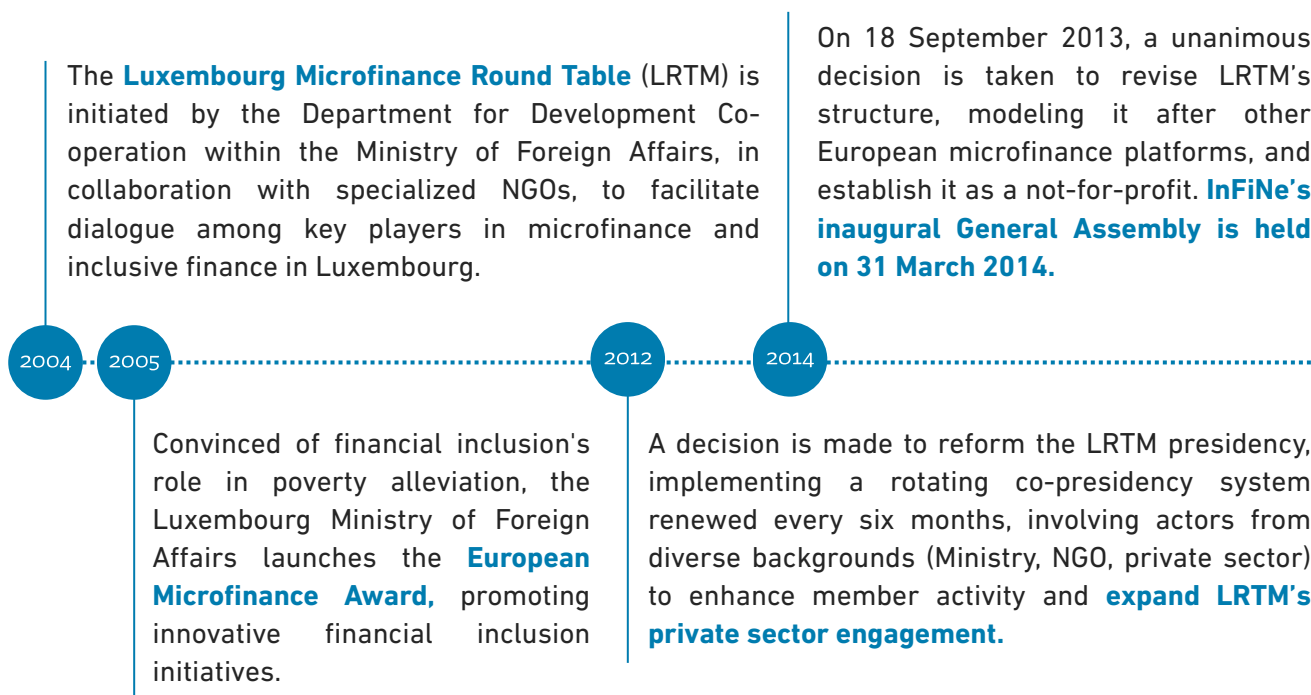 The Luxembourg Microfinance Round Table (LRTM) is
initiated by the Department for Development Co-
operation within the Ministry of Foreign Affairs, in
collaboration with specialized NGOs, to facilitate
dialogue among key players in microfinance and
inclusive finance in Luxembourg.
On 18 September 2013, a unanimous
decision is taken to revise LRTM’s
structure, modeling it after other
European microfinance platforms, and
establish it as a not-for-profit. InFiNe’s
inaugural General Assembly is held
on 31 March 2014.
2004
2005
2012
2014
Convinced of financial inclusion's
role in poverty alleviation, the
Luxembourg Ministry of Foreign
Affairs launches the European
Microfinance Award, promoting
innovative financial inclusion
initiatives.
A decision is made to reform the LRTM presidency,
implementing a rotating co-presidency system
renewed every six months, involving actors from
diverse backgrounds (Ministry, NGO, private sector)
to enhance member activity and expand LRTM’s
private sector engagement.